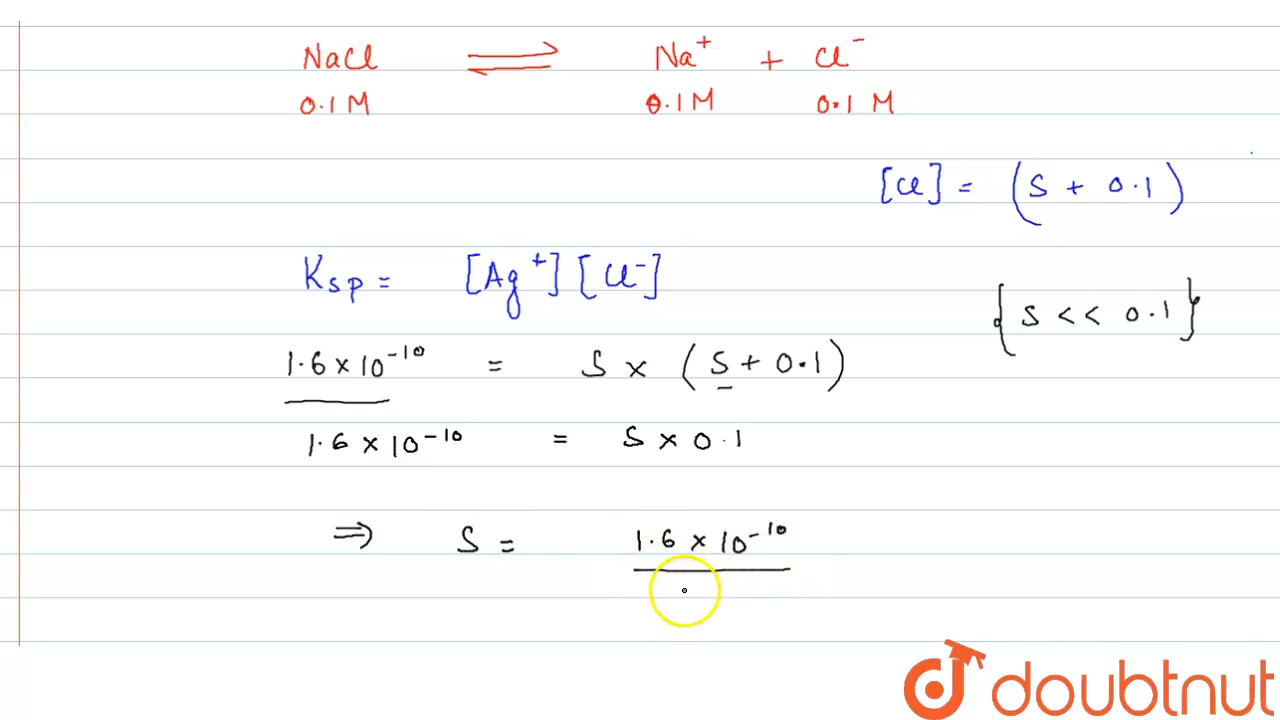 NaCl ⇌ Na⁺ + Cl⁻
0.1 M 0.1 M 0.1 M
[Cl] = (S + 0.1)
Ksp = [Ag⁺] [Cl⁻]
{S << 0.1}
1.6 × 10⁻¹⁰ = S × (S + 0.1)
1.6 × 10⁻¹⁰ = S × 0.1
⇒ S = 1.6 × 10⁻¹⁰
doubtnut